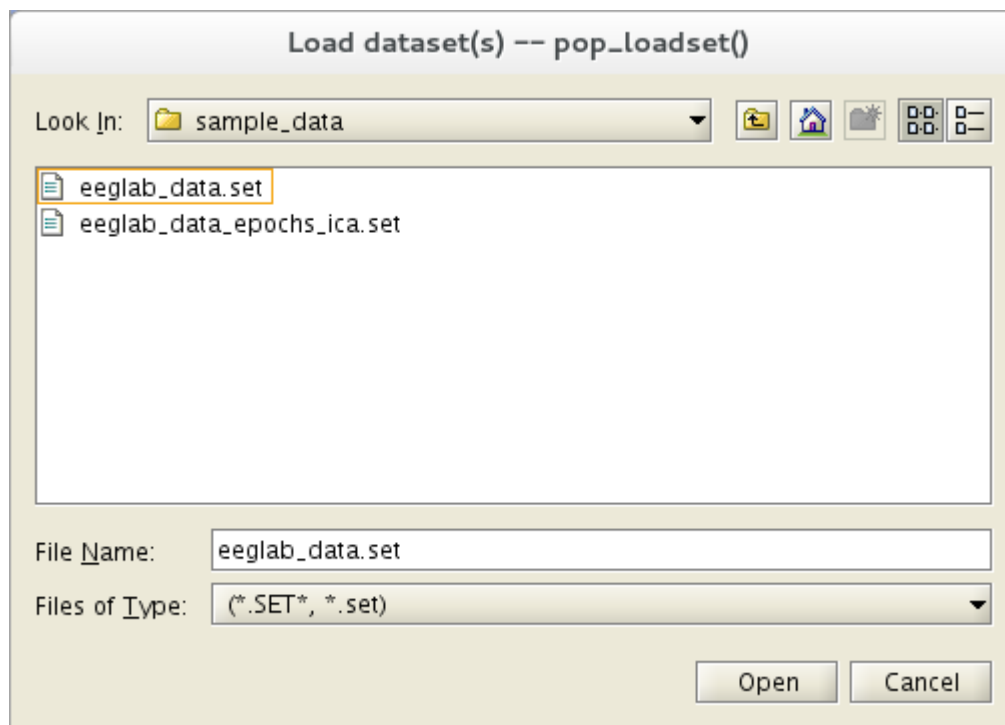 Load dataset(s) -- pop_loadset()
Look In: sample_data
eeglab_data.set
eeglab_data_epochs_ica.set
File Name: eeglab_data.set
Files of Type: (*.SET*, *.set)
Open Cancel